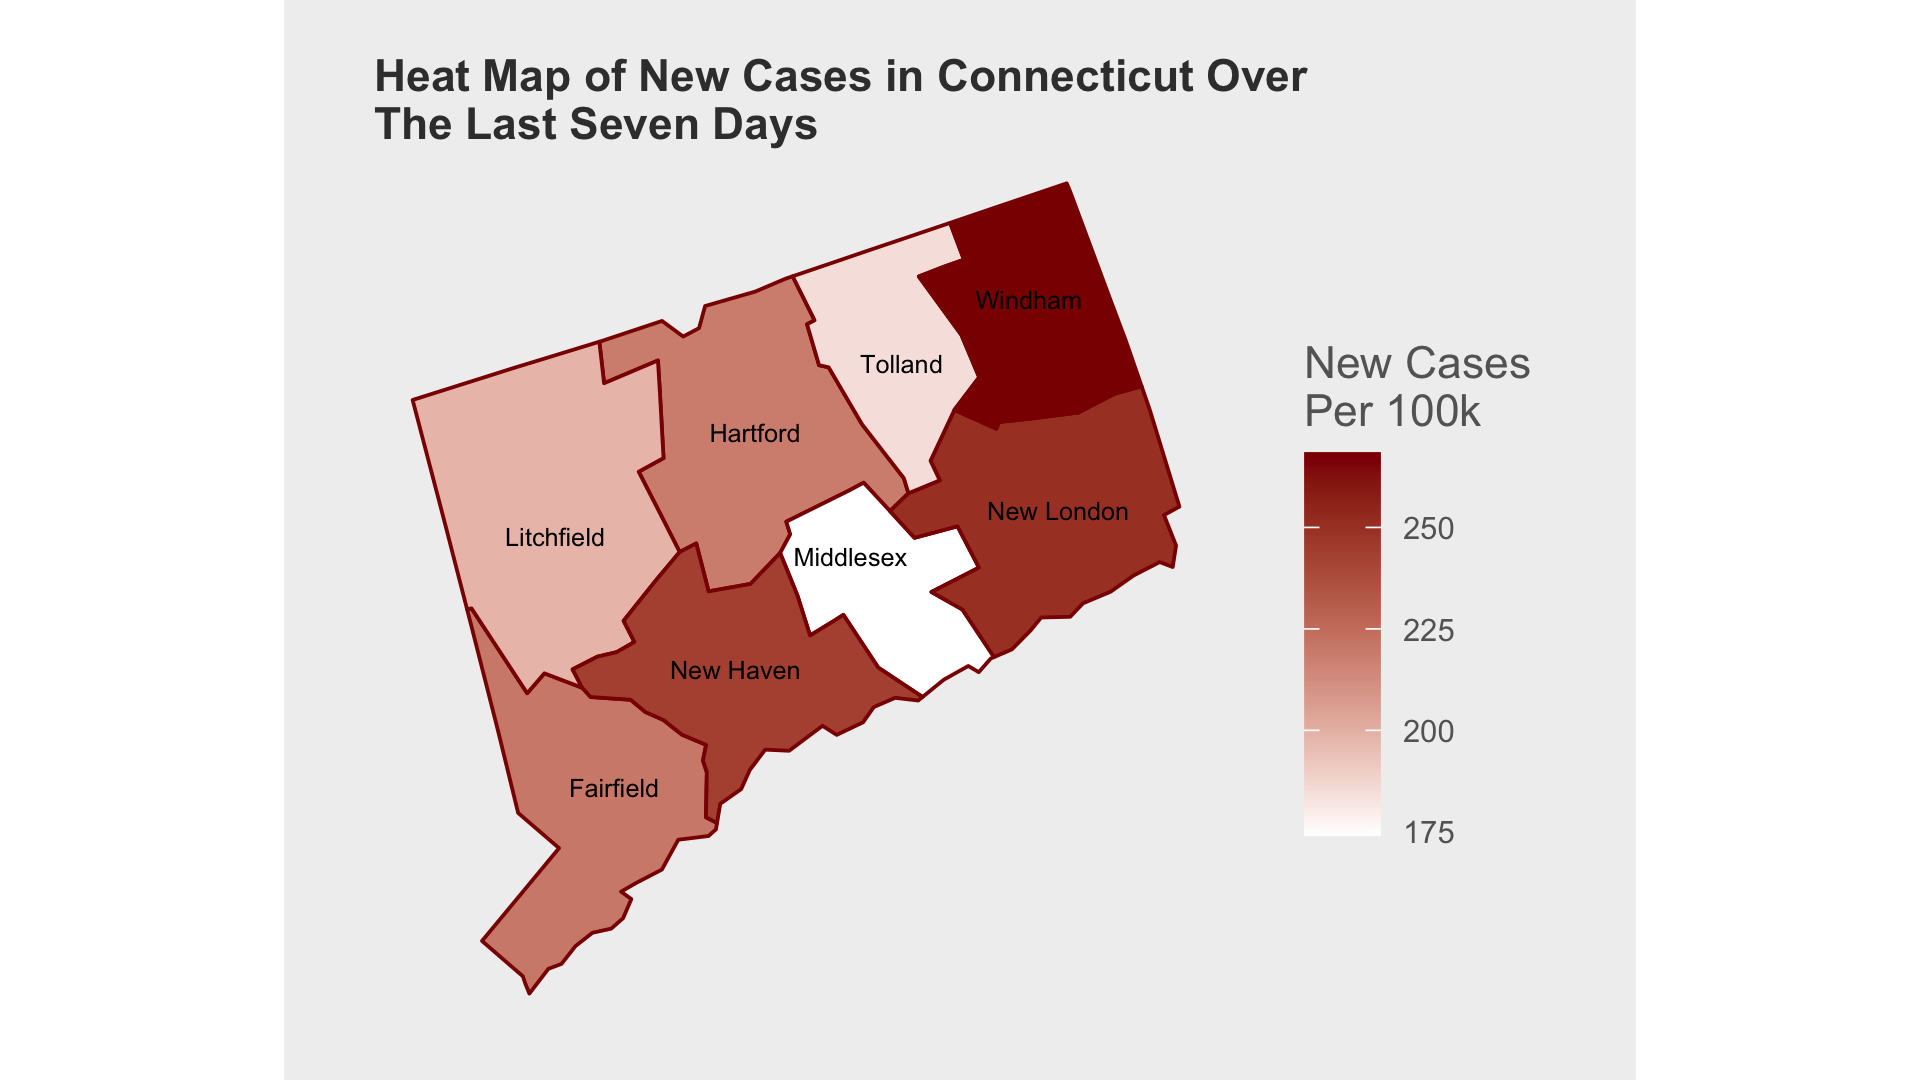 Heat Map of New Cases in Connecticut Over
The Last Seven Days
Windham
Tolland
Hartford
New London
Litchfield
Middlesex
New Haven
Fairfield
New Cases
Per 100k
250
225
200
175